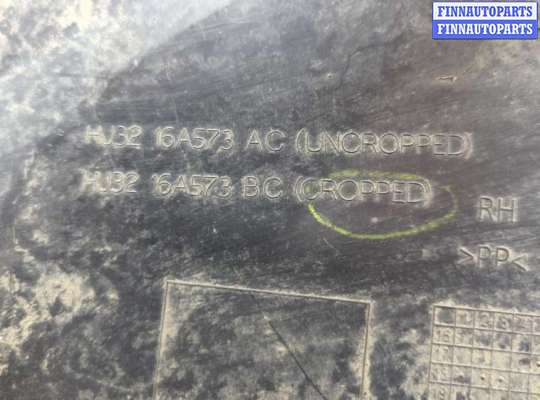 FINNAUTOPARTS
FINNAUTOPARTS
HJ32 16A573 AC (UNCROPPED)
HJ32 16A573 BC (CROPPED)
RH
>PP<